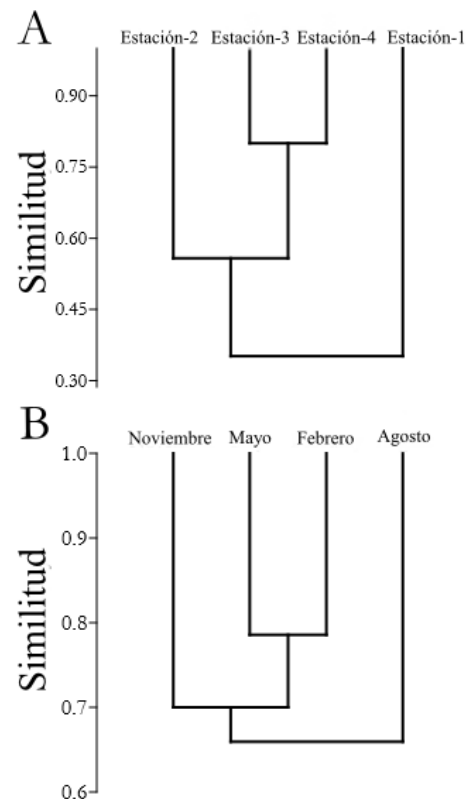 A
Estación-2 Estación-3 Estación-4 Estación-1
Similitud
0.90
0.75
0.60
0.45
0.30
B
Noviembre Mayo Febrero Agosto
Similitud
1.0
0.9
0.8
0.7
0.6